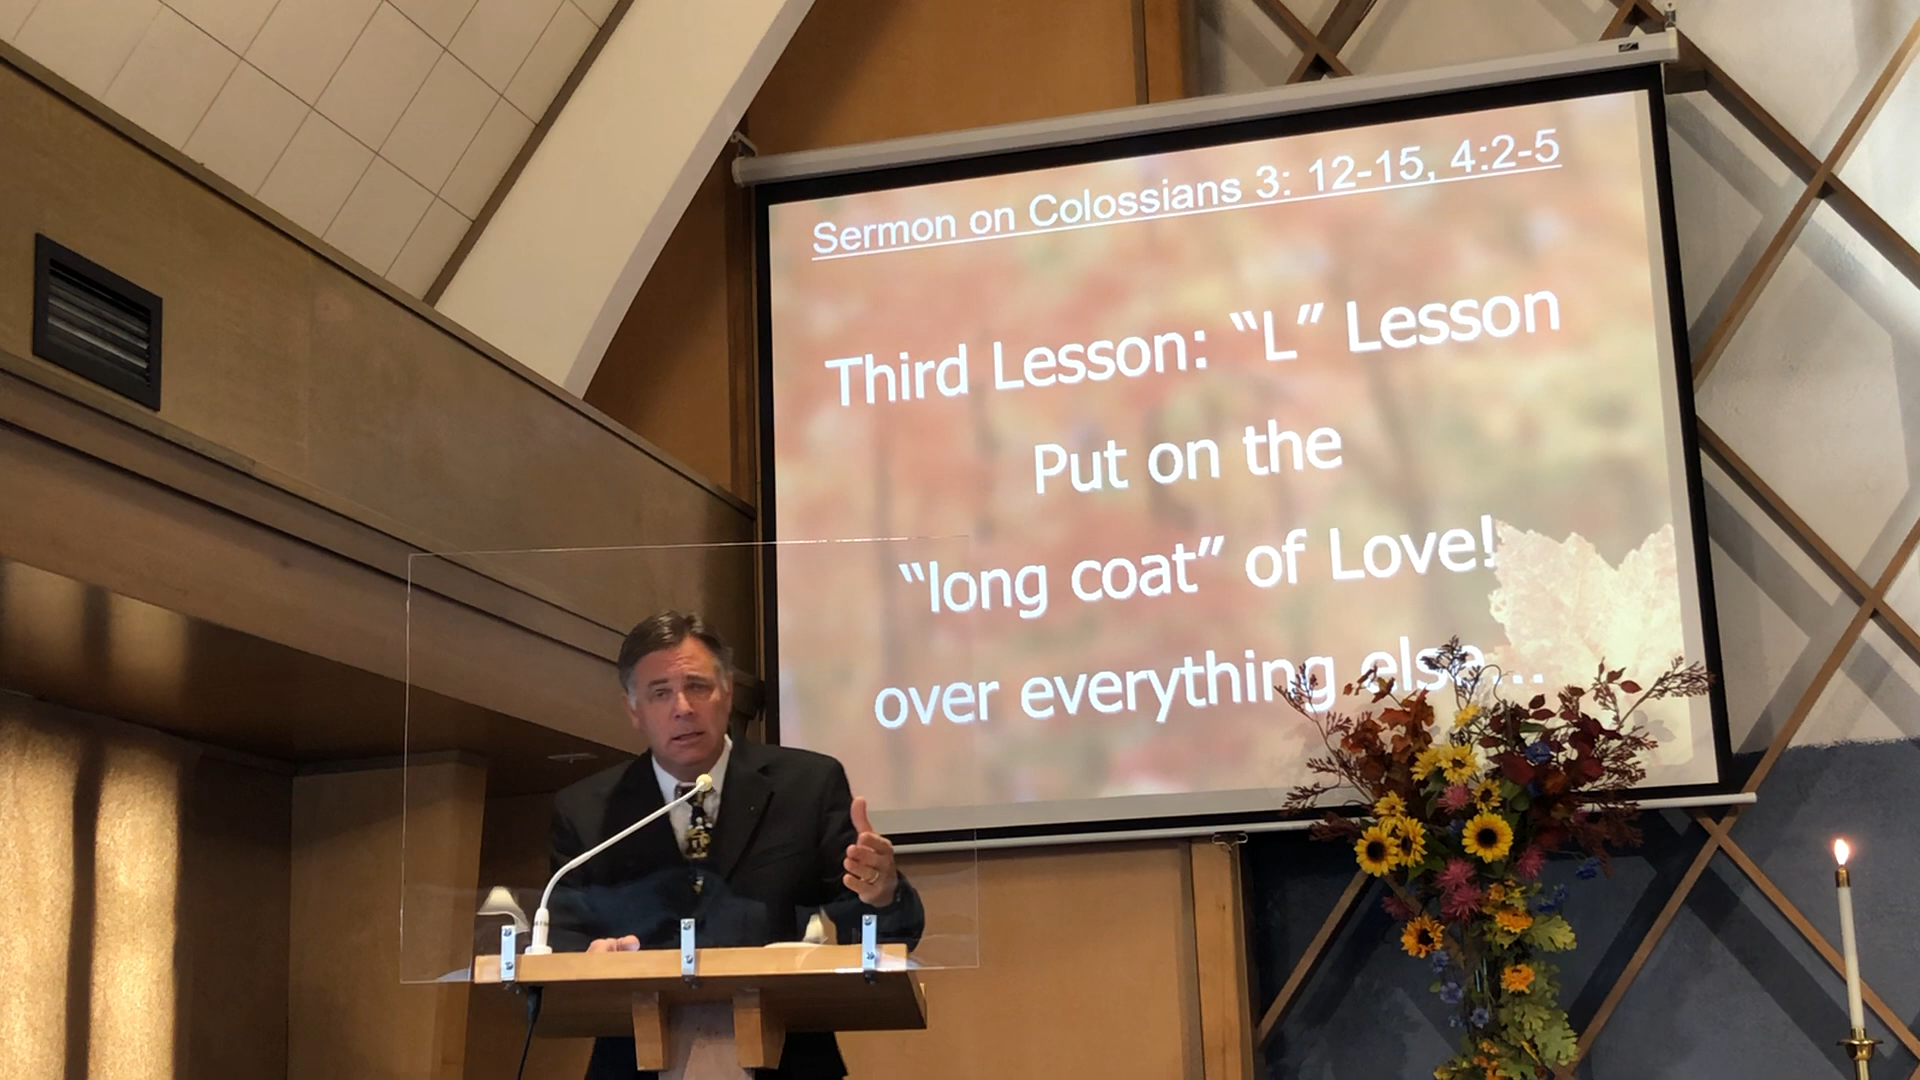 Sermon on Colossians 3: 12-15, 4:2-5
Third Lesson: “L” Lesson
Put on the
“long coat” of Love!
over everything else...